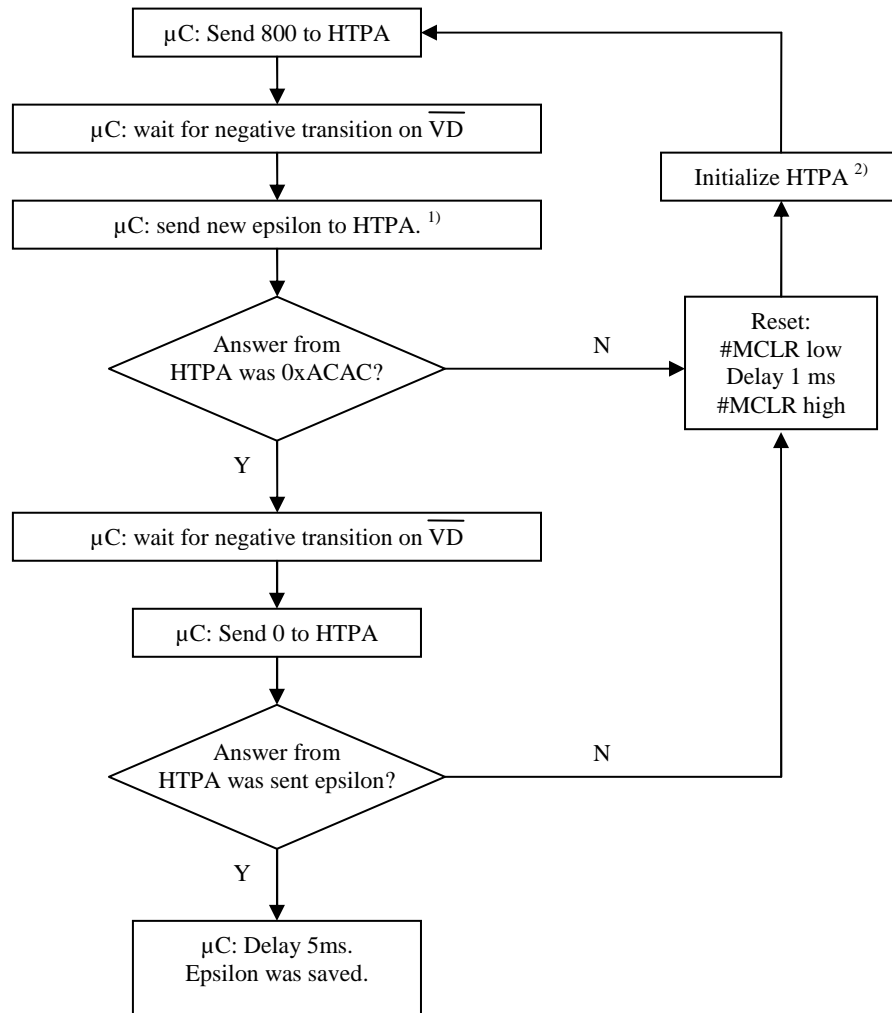 µC: Send 800 to HTPA
µC: wait for negative transition on V̅D̅
Initialize HTPA ²⁾
µC: send new epsilon to HTPA. ¹⁾
Answer from
HTPA was 0xACAC?
N
Reset:
#MCLR low
Delay 1 ms
#MCLR high
Y
µC: wait for negative transition on V̅D̅
µC: Send 0 to HTPA
Answer from
HTPA was sent epsilon?
N
Y
µC: Delay 5ms.
Epsilon was saved.